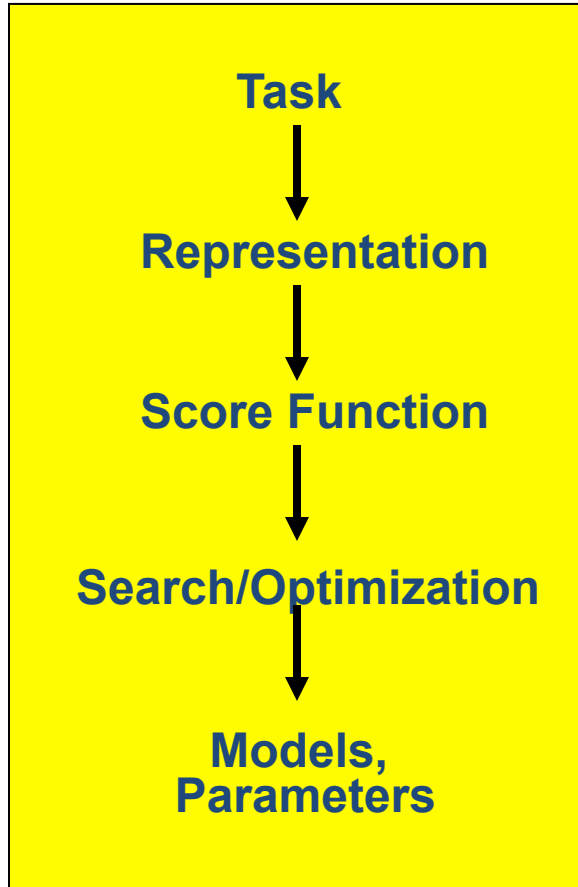 Task
Representation
Score Function
Search/Optimization
Models,
Parameters